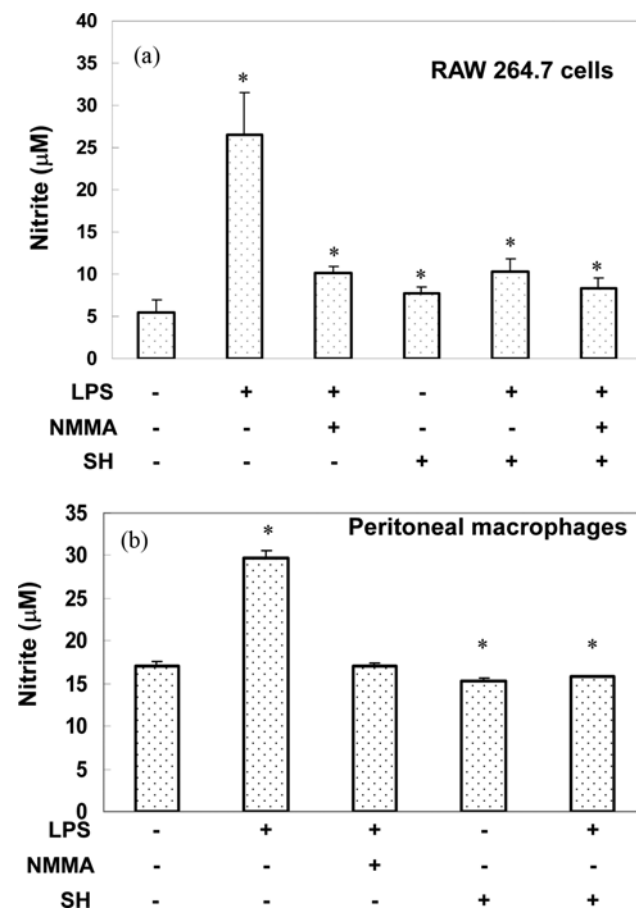 40
(a)
RAW 264.7 cells
35
30
25
20
15
10
5
0
Nitrite (μM)
* * * * *
LPS - + + - + +
NMMA - - + - - +
SH - - - + + +
35
(b)
Peritoneal macrophages
30
25
20
15
10
5
0
Nitrite (μM)
* * *
LPS - + + - +
NMMA - - + - -
SH - - - + +